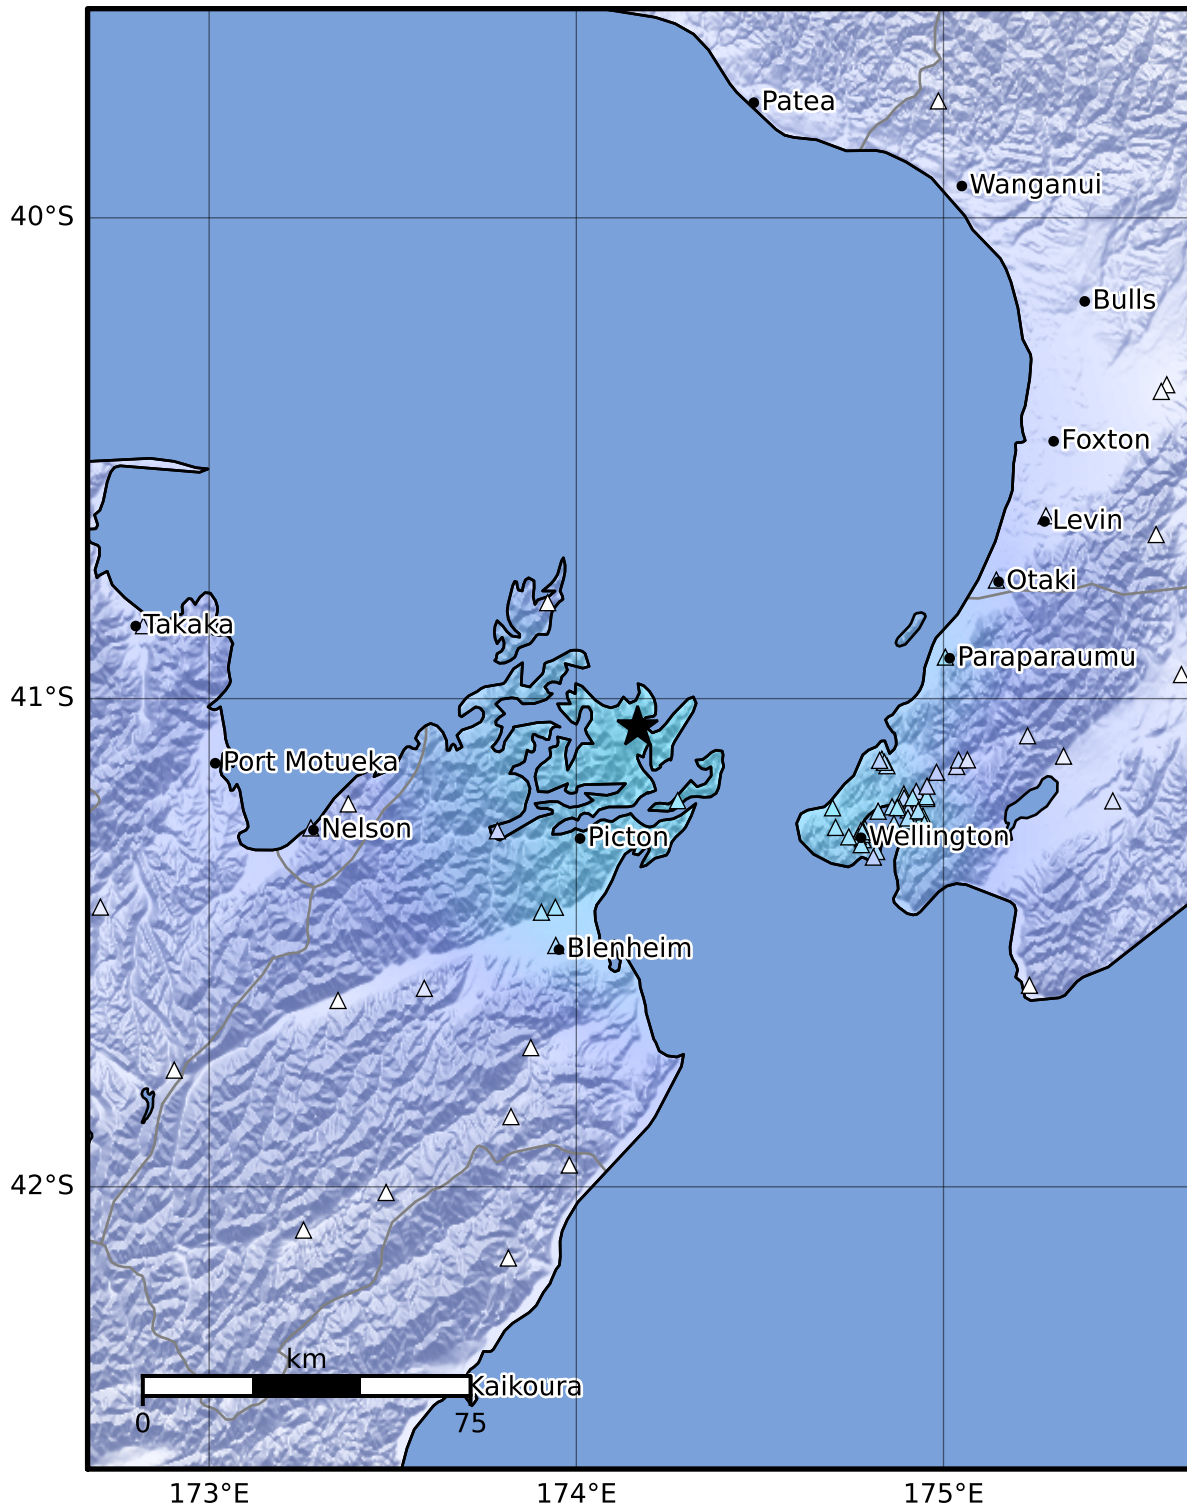 Patea
Wanganui
40°S
Bulls
Foxton
Levin
Otaki
Takaka
Paraparaumu
41°S
Port Motueka
Nelson
Picton
Wellington
Blenheim
42°S
km
Kaikoura
0
75
173°E
174°E
175°E